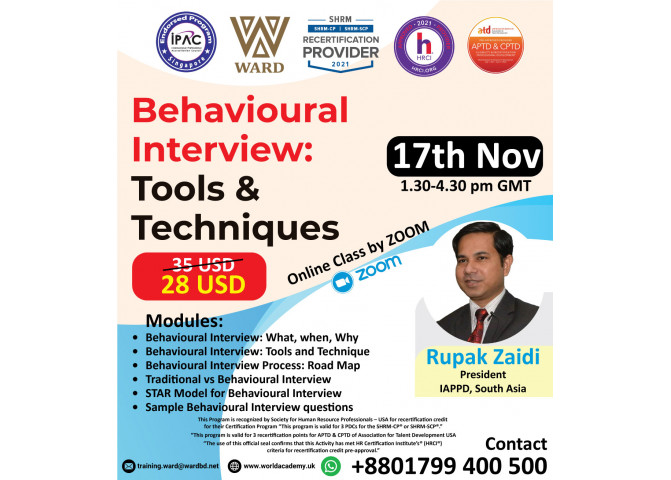 Endorsed Program
iPAC
Singapore
WARD
SHRM
SHRM-CP | SHRM-SCP
RECERTIFICATION
PROVIDER
2021
2021
h
HRCI
HRCI.ORG
atd
APTD & CPTD
Behavioural
Interview:
Tools &
Techniques
17th Nov
1.30-4.30 pm GMT
35 USD
28 USD
Online Class by ZOOM
zoom
Modules:
• Behavioural Interview: What, when, Why
• Behavioural Interview: Tools and Technique
• Behavioural Interview Process: Road Map
• Traditional vs Behavioural Interview
• STAR Model for Behavioural Interview
• Sample Behavioural Interview questions
Rupak Zaidi
President
IAPPD, South Asia
This Program is recognized by Society for Human Resource Professionals – USA for recertification credit
for their Certification Program "This program is valid for 3 PDCs for the SHRM-CP® or SHRM-SCP®."
"This program is valid for 3 recertification points for APTD & CPTD of Association for Talent Development USA
"The use of this official seal confirms that this Activity has met HR Certification Institute's® (HRCI®)
criteria for recertification credit pre-approval."
Contact
training.ward@wardbd.net
www.worldacademy.uk
+8801799 400 500